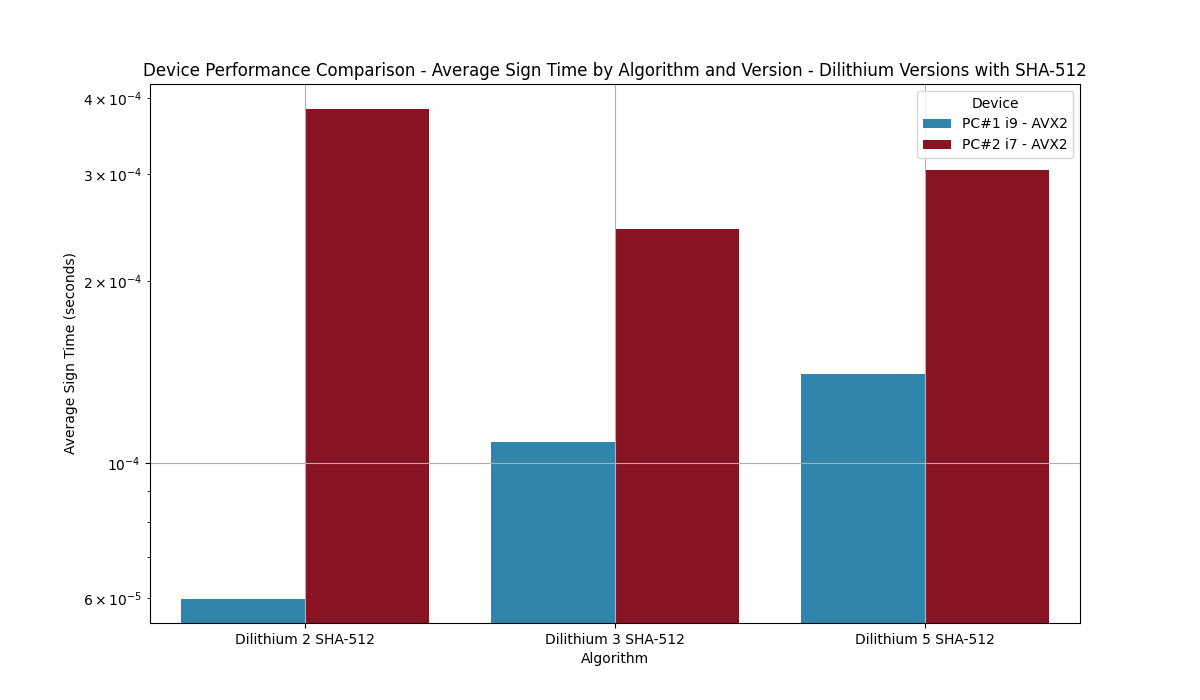 Device Performance Comparison - Average Sign Time by Algorithm and Version - Dilithium Versions with SHA-512
Device
PC#1 i9 - AVX2
PC#2 i7 - AVX2
4 × 10⁻⁴
3 × 10⁻⁴
2 × 10⁻⁴
10⁻⁴
6 × 10⁻⁵
Average Sign Time (seconds)
Dilithium 2 SHA-512
Dilithium 3 SHA-512
Dilithium 5 SHA-512
Algorithm